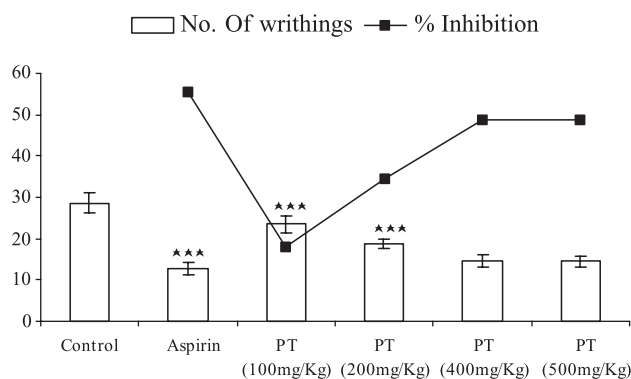 No. Of writhings % Inhibition
60
50
40
30
20
10
0
*** *** ***
Control Aspirin PT PT PT PT
(100mg/Kg) (200mg/Kg) (400mg/Kg) (500mg/Kg)